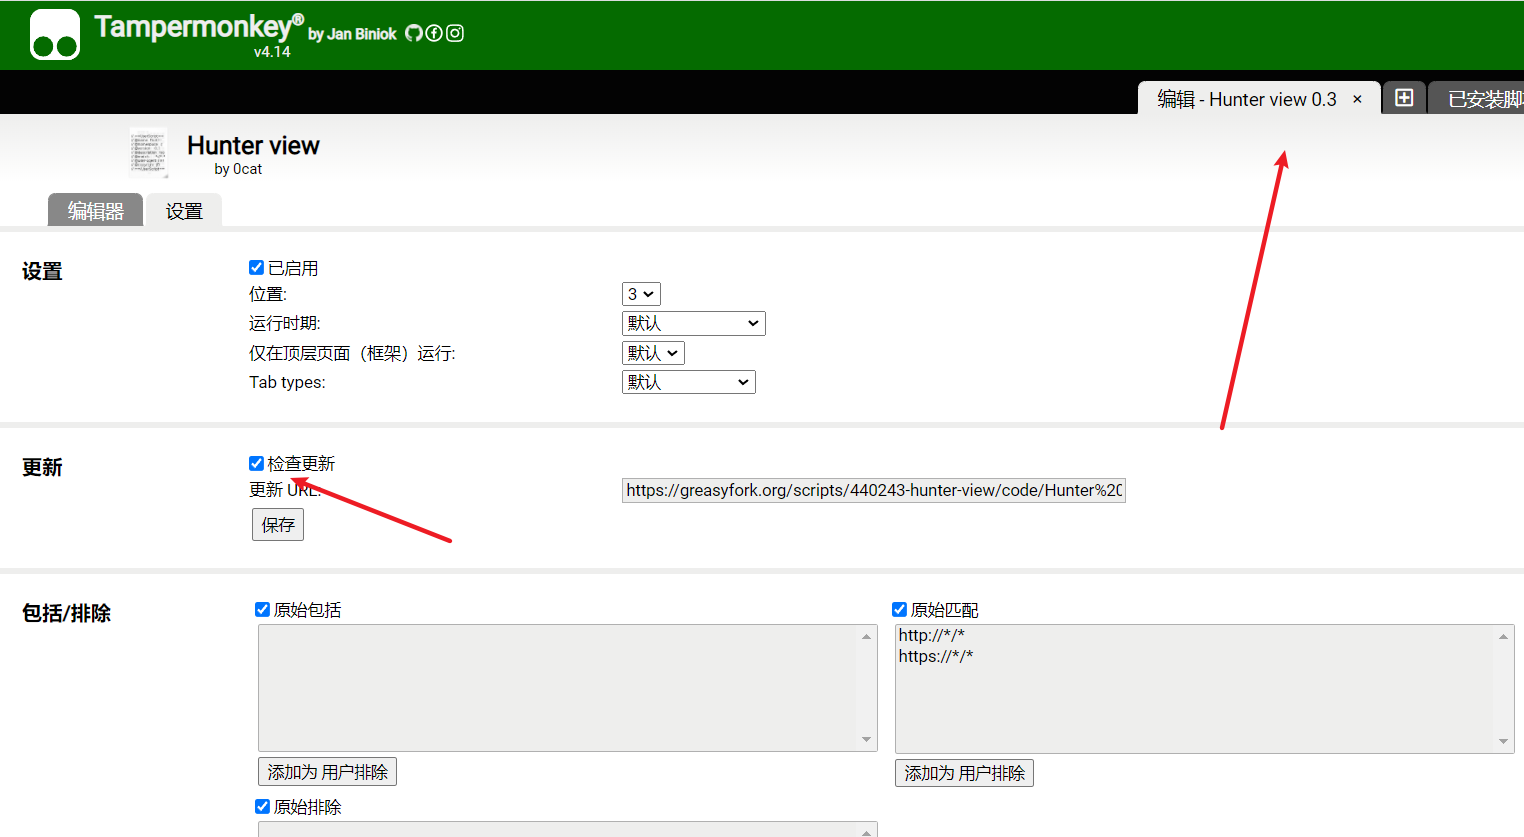 Tampermonkey® by Jan Biniok
v4.14
编辑 - Hunter view 0.3 ×
已安装脚
Hunter view
by 0cat
编辑器 设置
设置
已启用
位置: 3
运行时期: 默认
仅在顶层页面（框架）运行: 默认
Tab types: 默认
更新
检查更新
更新 URL: https://greasyfork.org/scripts/440243-hunter-view/code/Hunter%20
保存
包括/排除
原始包括
原始匹配
http://*/*
https://*/*
添加为 用户排除
添加为 用户排除
原始排除